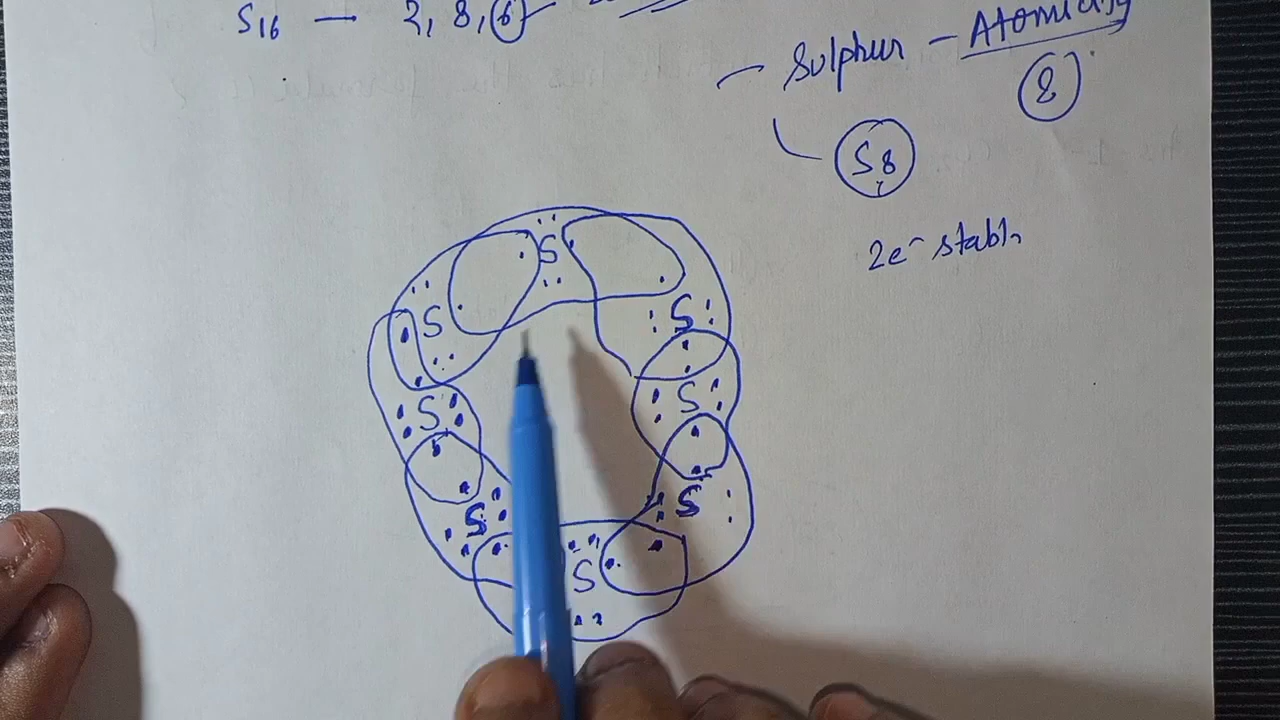 S16 — 2, 8, 6
Sulphur — Atomicity
8
S8
2e⁻ stabl
S
S
S
S
S
S
S
S